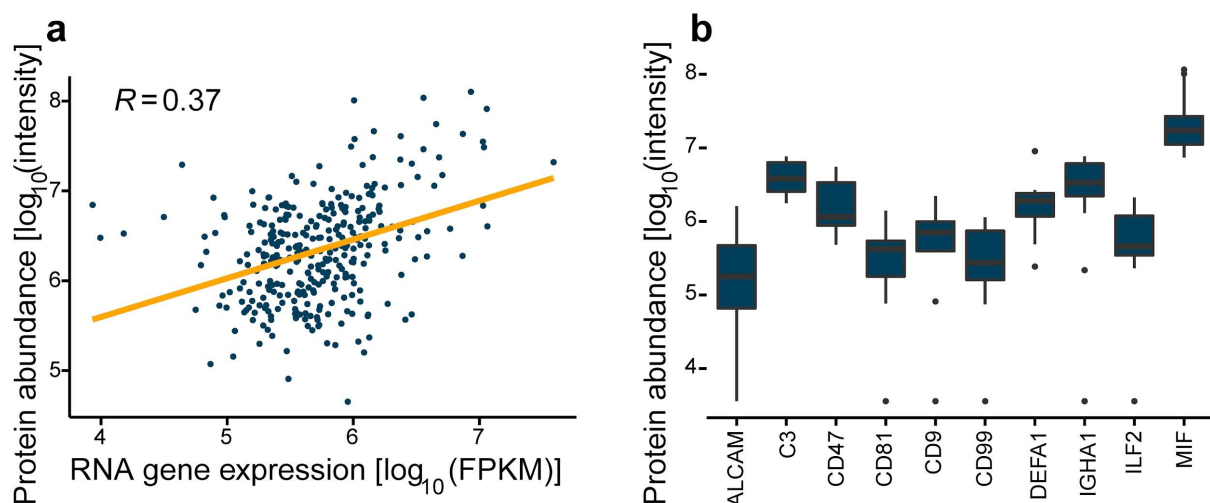 a
Protein abundance [log10(intensity]
R=0.37
8
7
6
5
4 5 6 7
RNA gene expression [log10(FPKM)]
b
Protein abundance [log10(intensity]
8
7
6
5
4
ALCAM
C3
CD47
CD81
CD9
CD99
DEFA1
IGHA1
ILF2
MIF